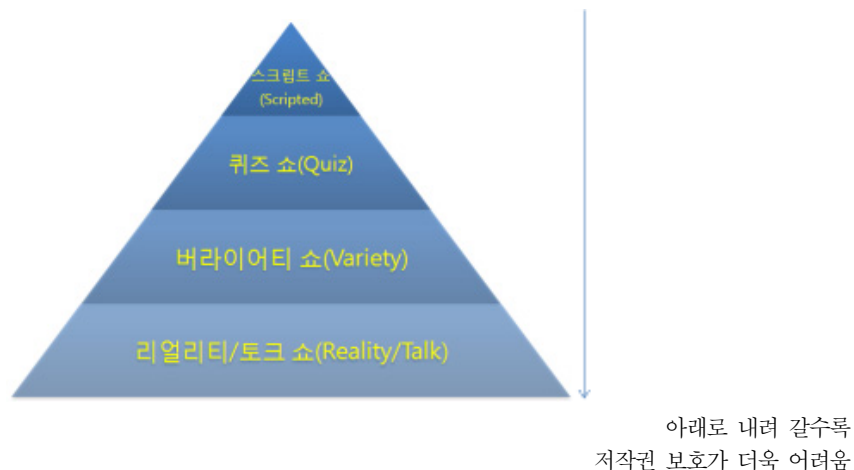 스크립트 쇼
(Scripted)
퀴즈 쇼(Quiz)
버라이어티 쇼(Variety)
리얼리티/토크 쇼(Reality/Talk)
아래로 내려 갈수록
저작권 보호가 더욱 어려움